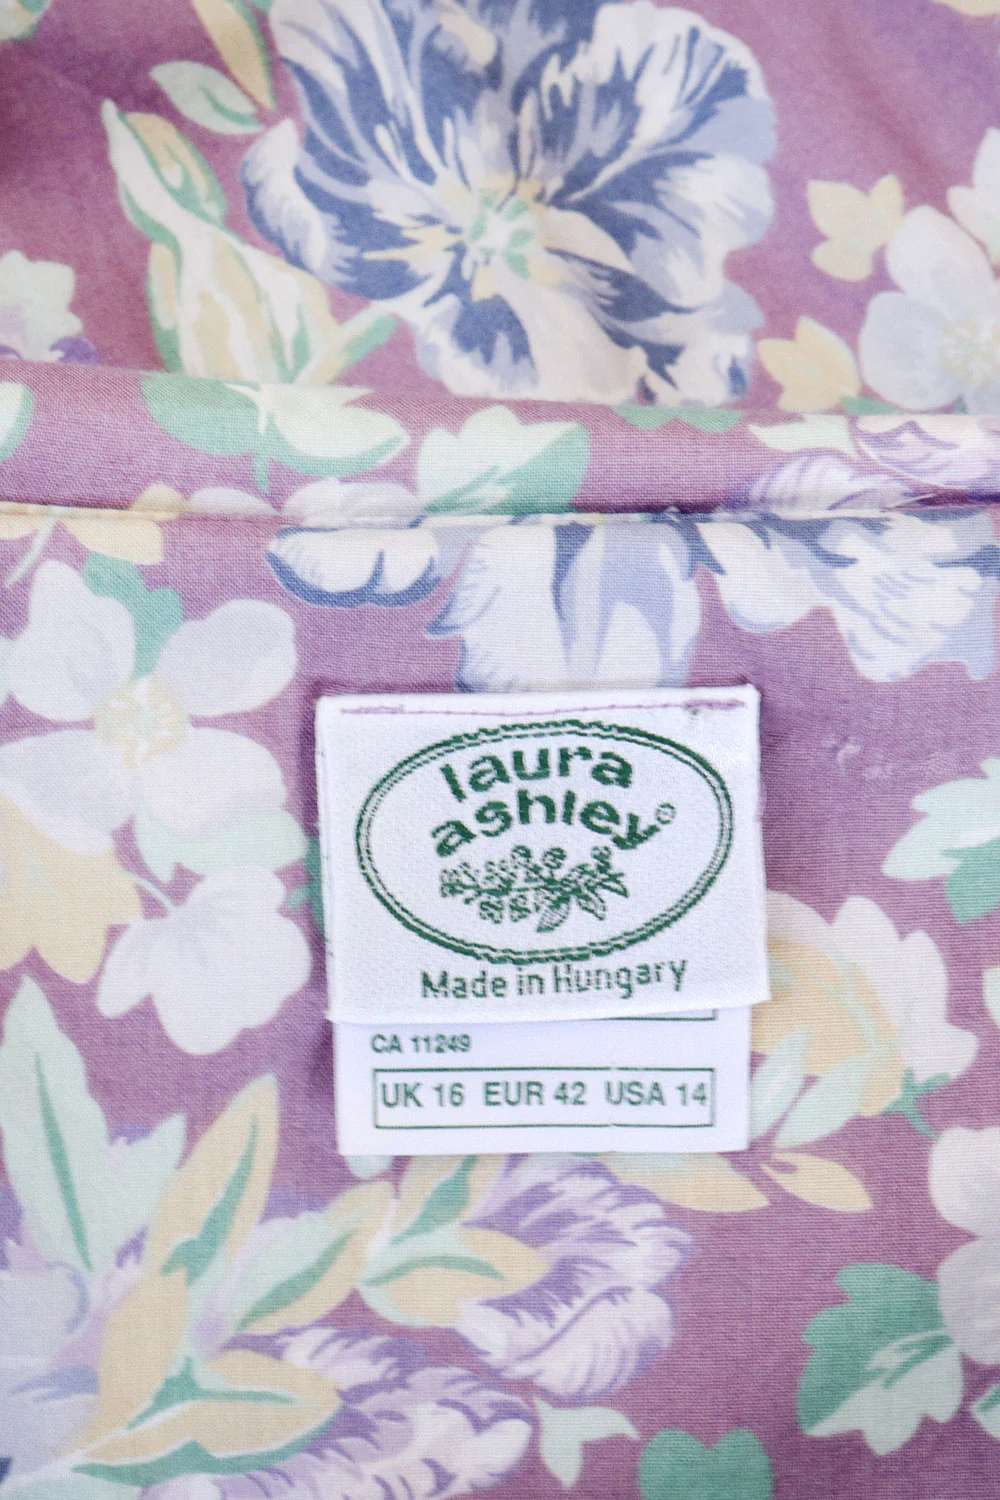 laura
ashley®
Made in Hungary
CA 11249
UK 16 EUR 42 USA 14